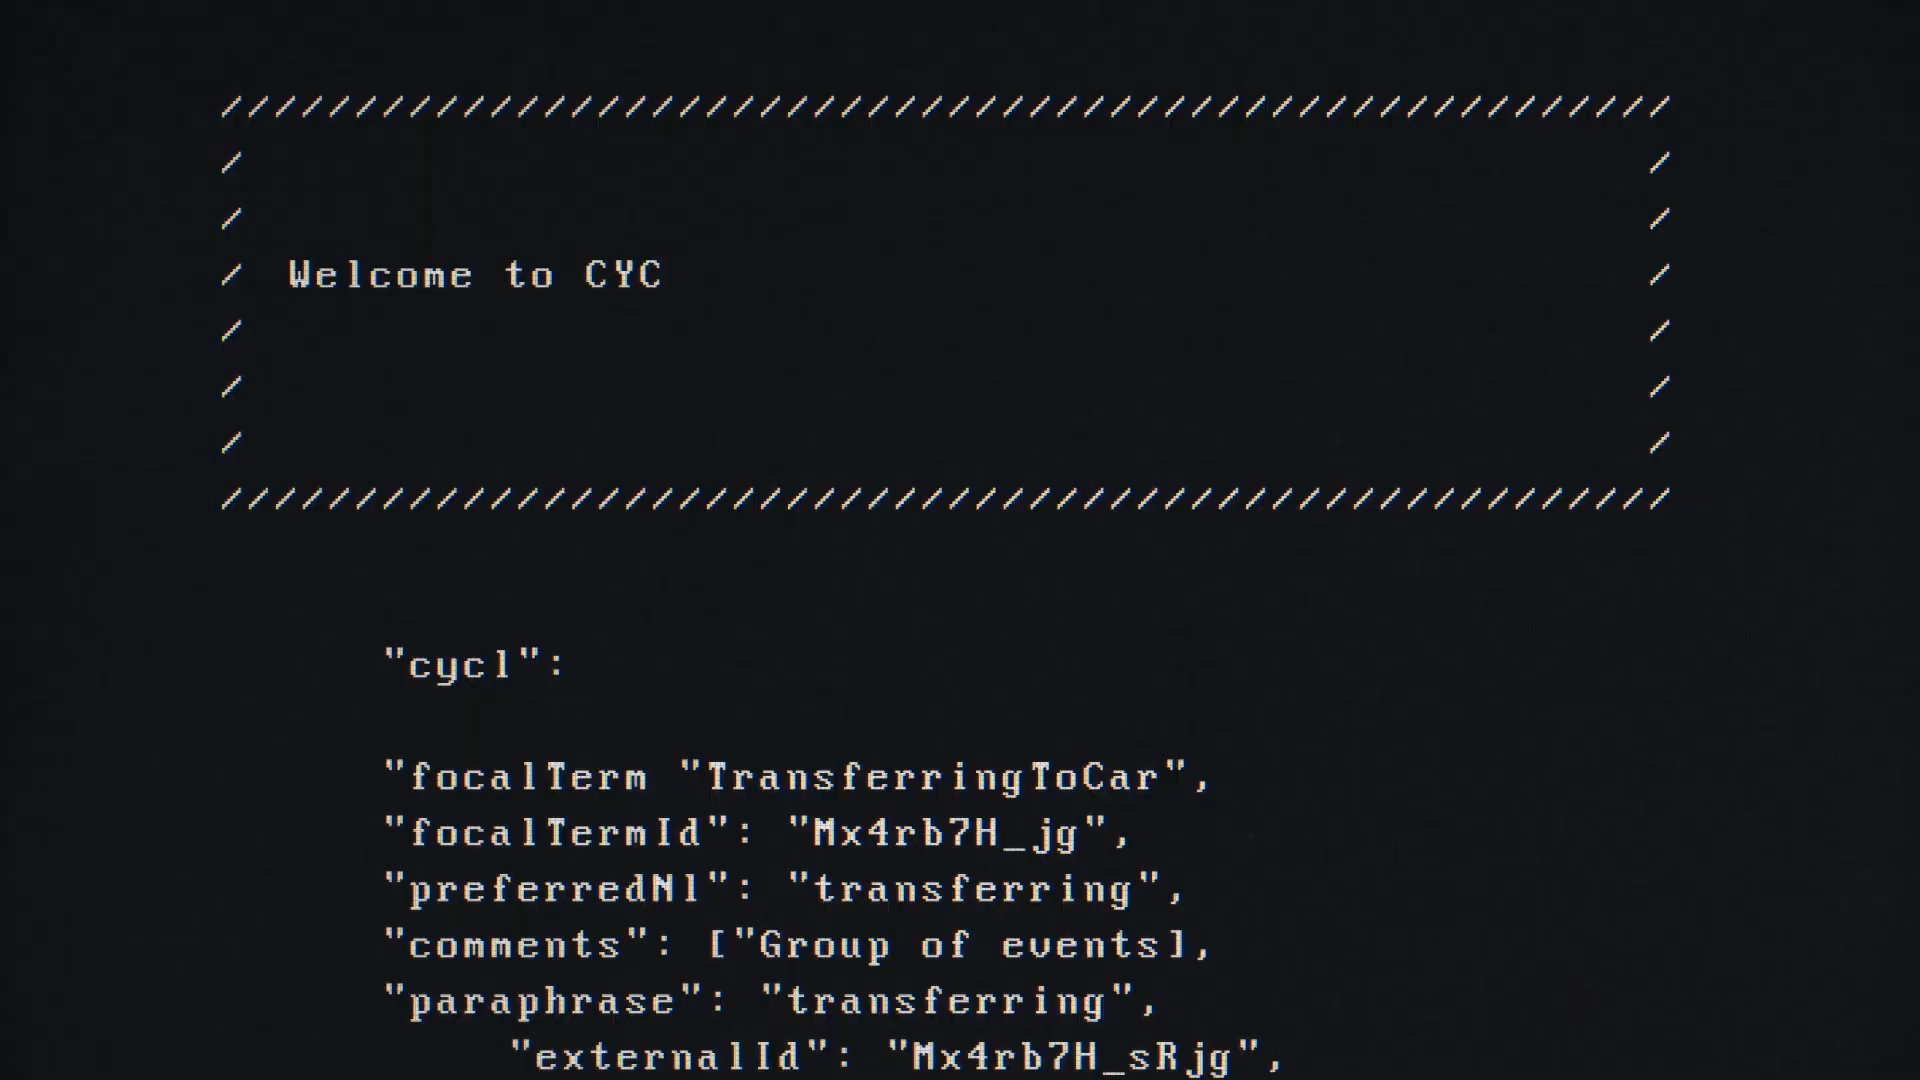 //////////////////////////////////////////////////////
/ /
/ /
/ Welcome to CYC /
/ /
/ /
/ /
//////////////////////////////////////////////////////
"cycl":
"focalTerm "TransferringToCar",
"focalTermId": "Mx4rb7H_jg",
"preferredNl": "transferring",
"comments": ["Group of events],
"paraphrase": "transferring",
"externalId": "Mx4rb7H_sRjg",